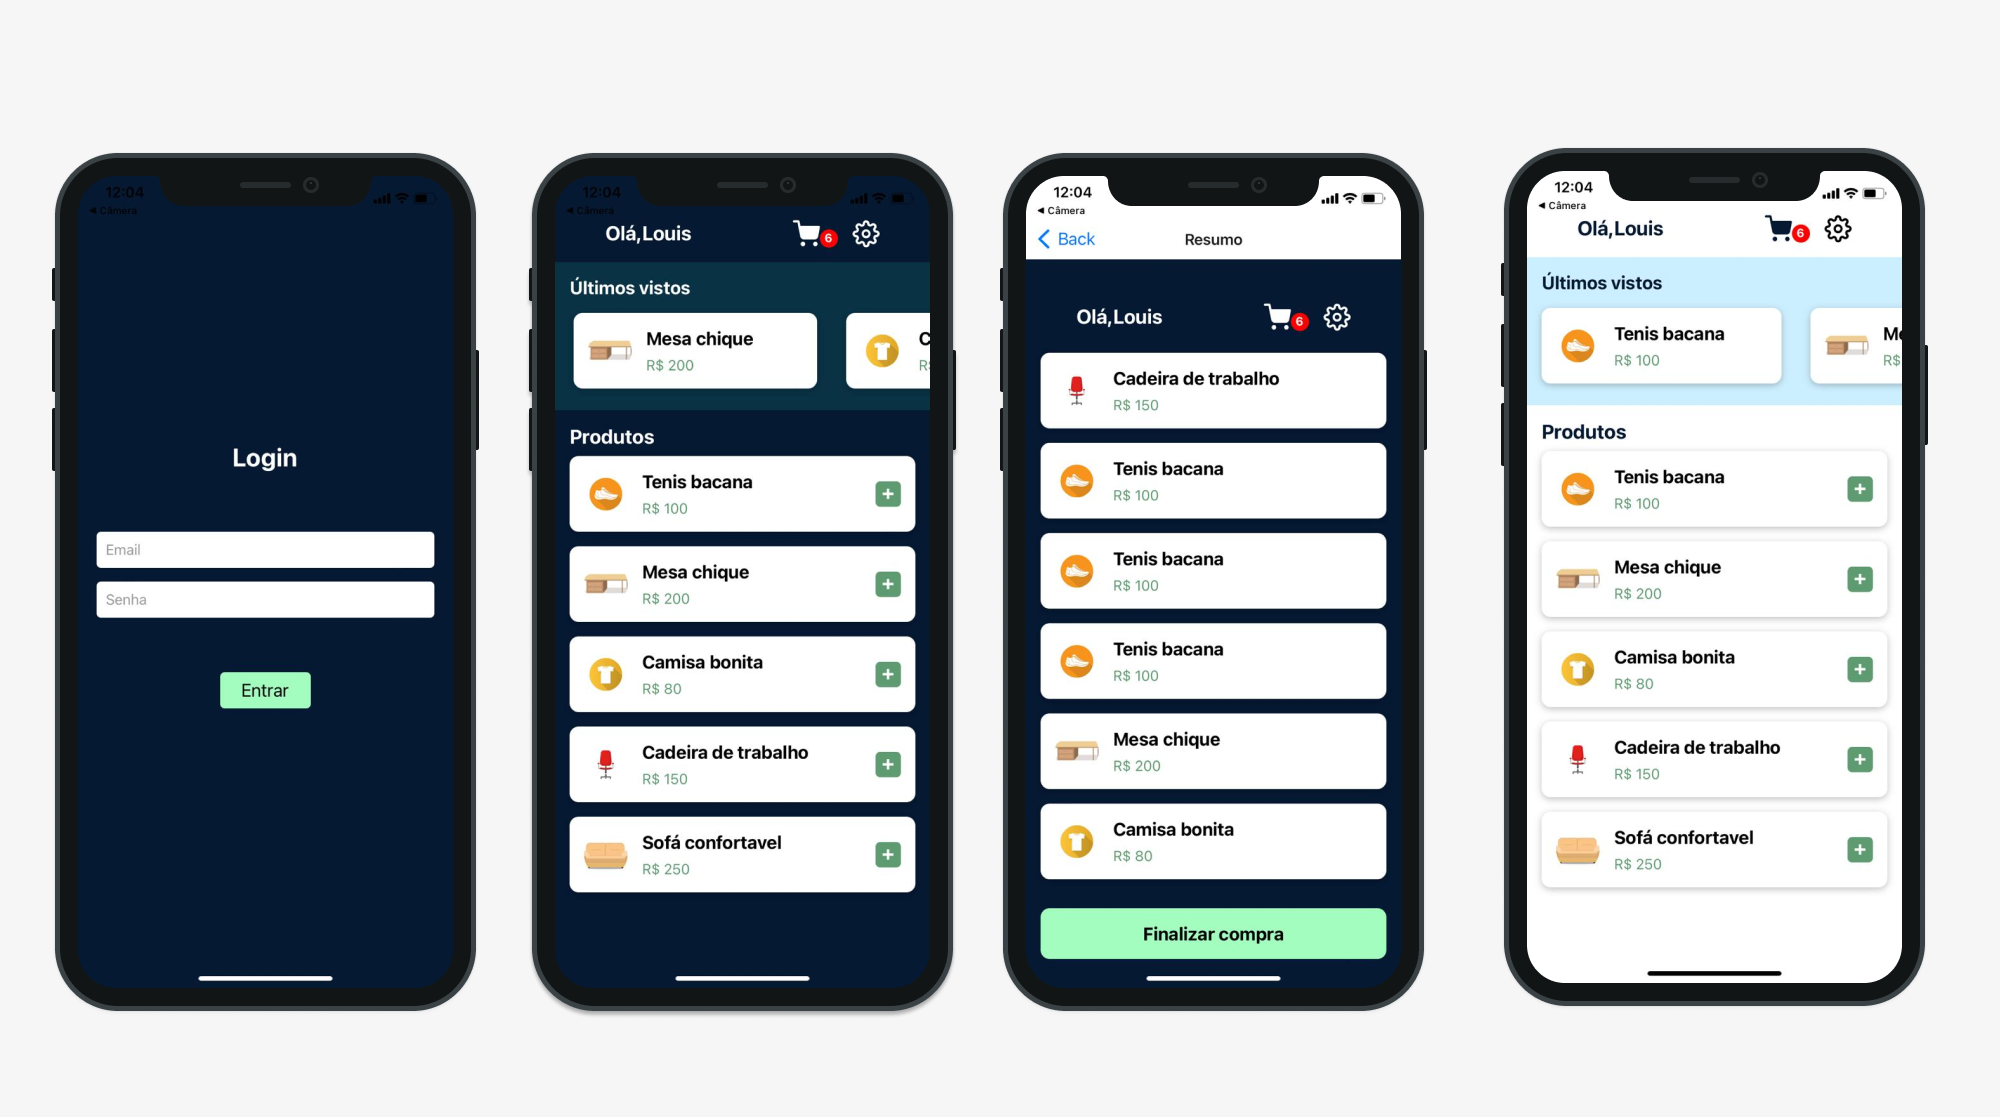 12:04
◀ Câmera
Login
Email
Senha
Entrar
12:04
◀ Câmera
Olá,Louis
6
Últimos vistos
Mesa chique
R$ 200
C
R$
Produtos
Tenis bacana
R$ 100
+
Mesa chique
R$ 200
+
Camisa bonita
R$ 80
+
Cadeira de trabalho
R$ 150
+
Sofá confortavel
R$ 250
+
12:04
◀ Câmera
Back
Resumo
Olá,Louis
6
Cadeira de trabalho
R$ 150
Tenis bacana
R$ 100
Tenis bacana
R$ 100
Tenis bacana
R$ 100
Mesa chique
R$ 200
Camisa bonita
R$ 80
Finalizar compra
12:04
◀ Câmera
Olá,Louis
6
Últimos vistos
Tenis bacana
R$ 100
Me
R$
Produtos
Tenis bacana
R$ 100
+
Mesa chique
R$ 200
+
Camisa bonita
R$ 80
+
Cadeira de trabalho
R$ 150
+
Sofá confortavel
R$ 250
+